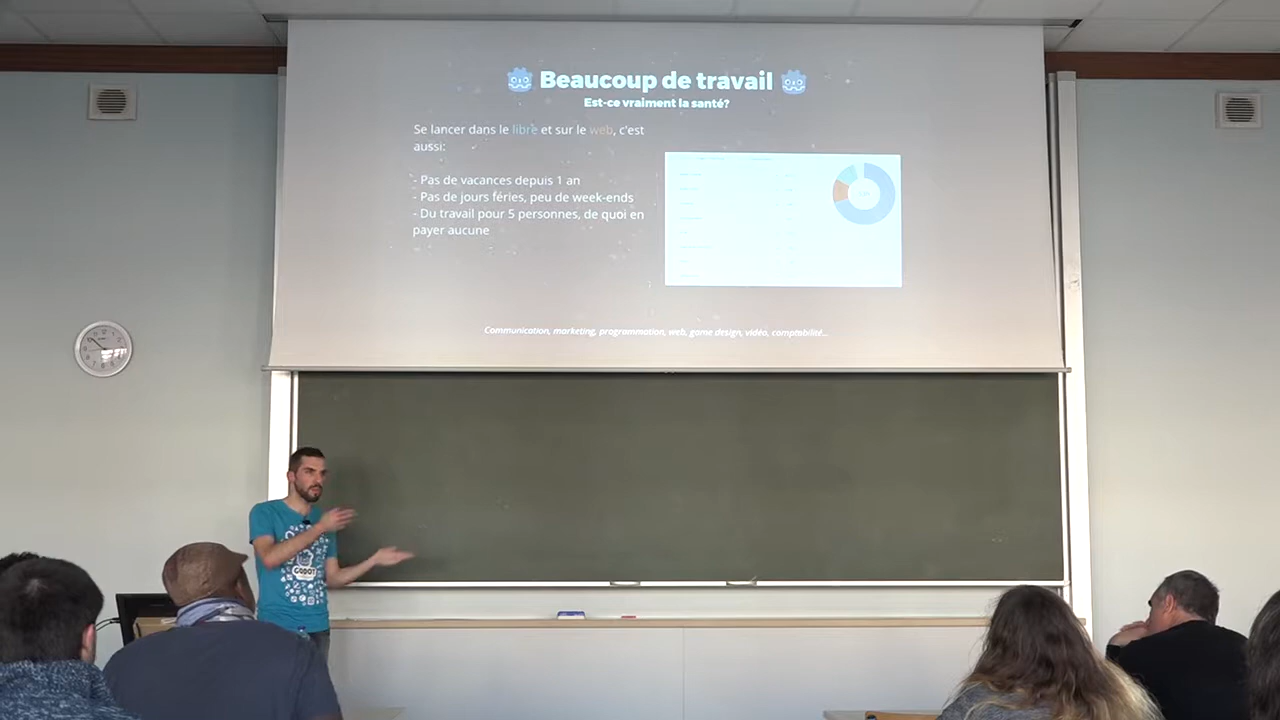 Beaucoup de travail
Est-ce vraiment la santé?
Se lancer dans le libre et sur le web, c'est
aussi:
- Pas de vacances depuis 1 an
- Pas de jours féries, peu de week-ends
- Du travail pour 5 personnes, de quoi en
payer aucune
Communication, marketing, programmation, web, game design, vidéo, comptabilité...
GODOT